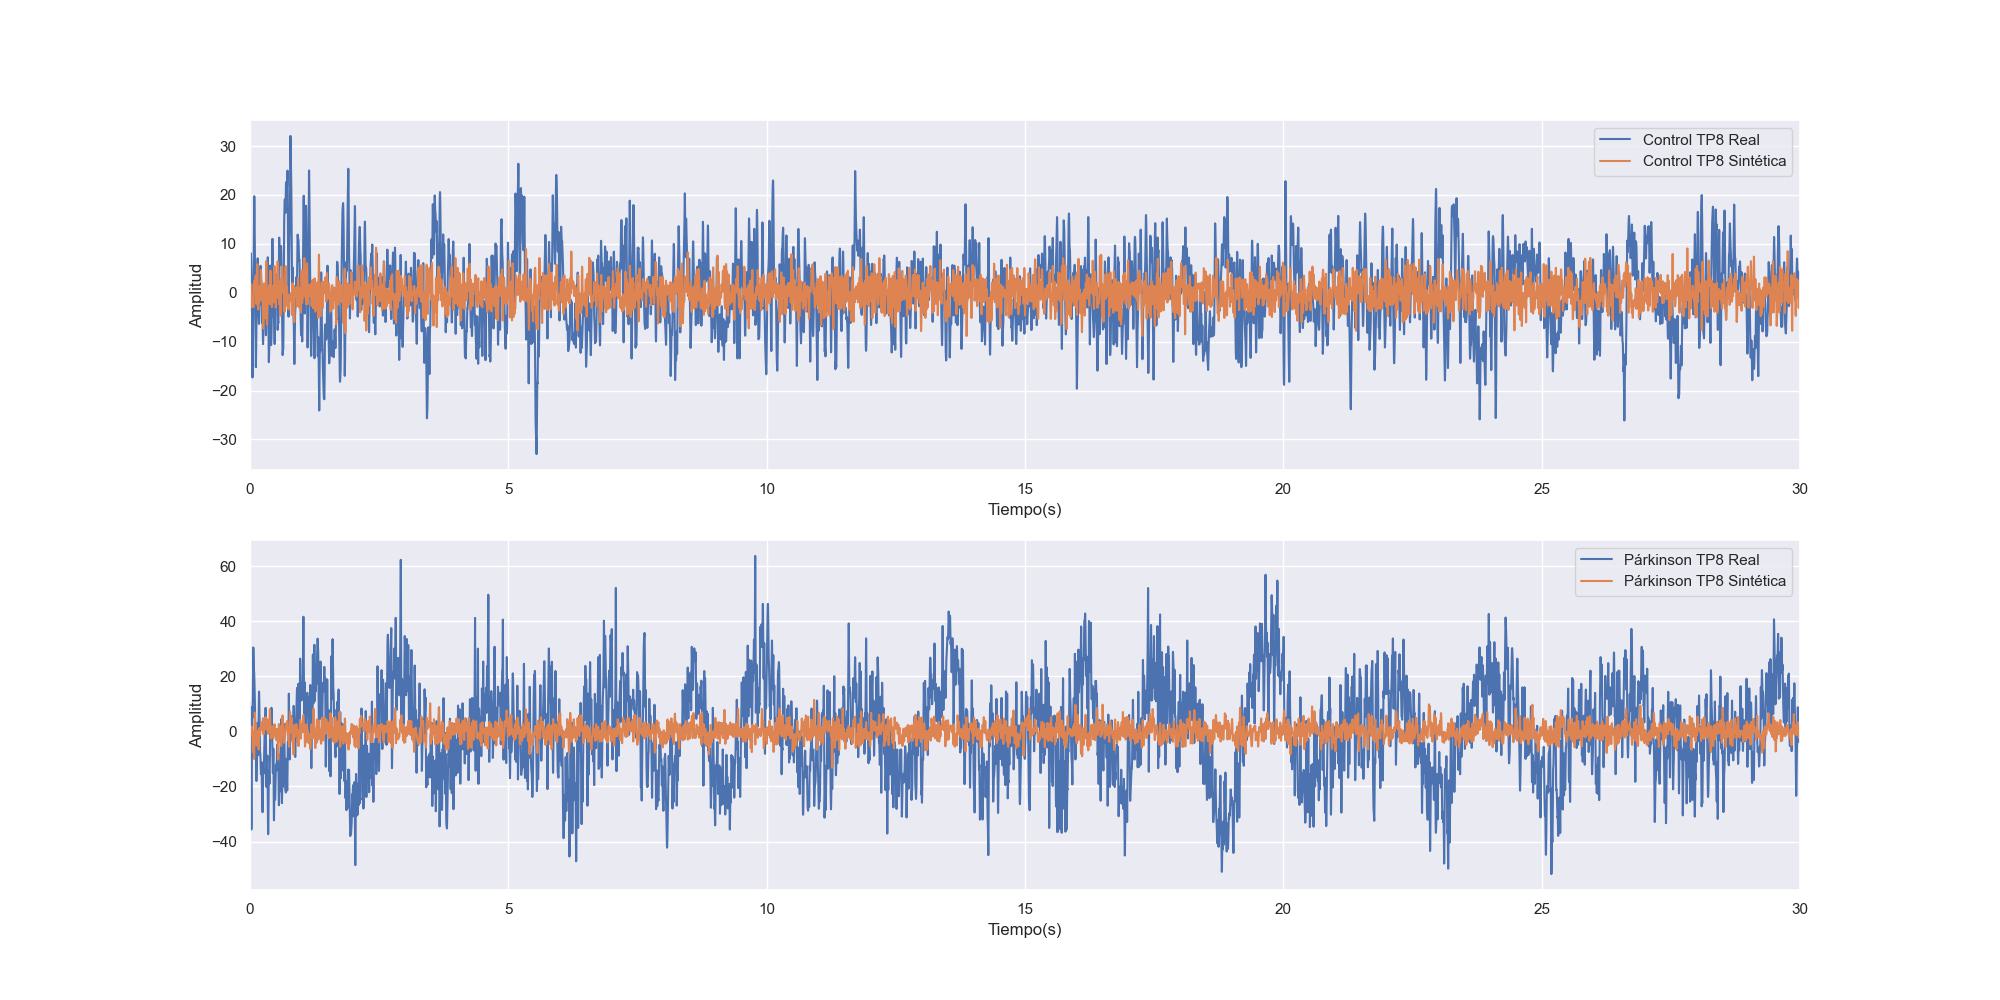 Control TP8 Real
Control TP8 Sintética
30
20
10
0
−10
−20
−30
Amplitud
0 5 10 15 20 25 30
Tiempo(s)
Párkinson TP8 Real
Párkinson TP8 Sintética
60
40
20
0
−20
−40
Amplitud
0 5 10 15 20 25 30
Tiempo(s)